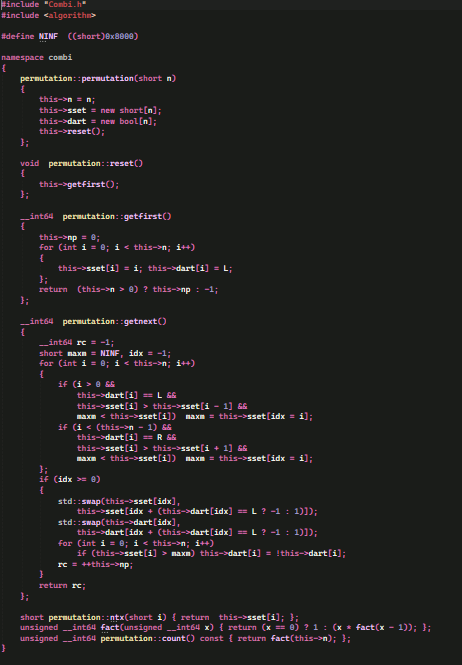 #include "Combi.h"
#include <algorithm>

#define NINF  ((short)0x8000)

namespace combi
{
    permutation::permutation(short n)
    {
        this->n = n;
        this->sset = new short[n];
        this->dart = new bool[n];
        this->reset();
    };

    void  permutation::reset()
    {
        this->getfirst();
    };

    __int64  permutation::getfirst()
    {
        this->np = 0;
        for (int i = 0; i < this->n; i++)
        {
            this->sset[i] = i; this->dart[i] = L;
        };
        return  (this->n > 0) ? this->np : -1;
    };

    __int64  permutation::getnext()
    {
        __int64 rc = -1;
        short maxm = NINF, idx = -1;
        for (int i = 0; i < this->n; i++)
        {
            if (i > 0 &&
                this->dart[i] == L &&
                this->sset[i] > this->sset[i - 1] &&
                maxm < this->sset[i])  maxm = this->sset[idx = i];
            if (i < (this->n - 1) &&
                this->dart[i] == R &&
                this->sset[i] > this->sset[i + 1] &&
                maxm < this->sset[i])  maxm = this->sset[idx = i];
        };
        if (idx >= 0)
        {
            std::swap(this->sset[idx],
                this->sset[idx + (this->dart[idx] == L ? -1 : 1)]);
            std::swap(this->dart[idx],
                this->dart[idx + (this->dart[idx] == L ? -1 : 1)]);
            for (int i = 0; i < this->n; i++)
                if (this->sset[i] > maxm) this->dart[i] = !this->dart[i];
            rc = ++this->np;
        }
        return rc;
    };

    short permutation::ntx(short i) { return  this->sset[i]; };
    unsigned __int64 fact(unsigned __int64 x) { return (x == 0) ? 1 : (x * fact(x - 1)); };
    unsigned __int64 permutation::count() const { return fact(this->n); };
}